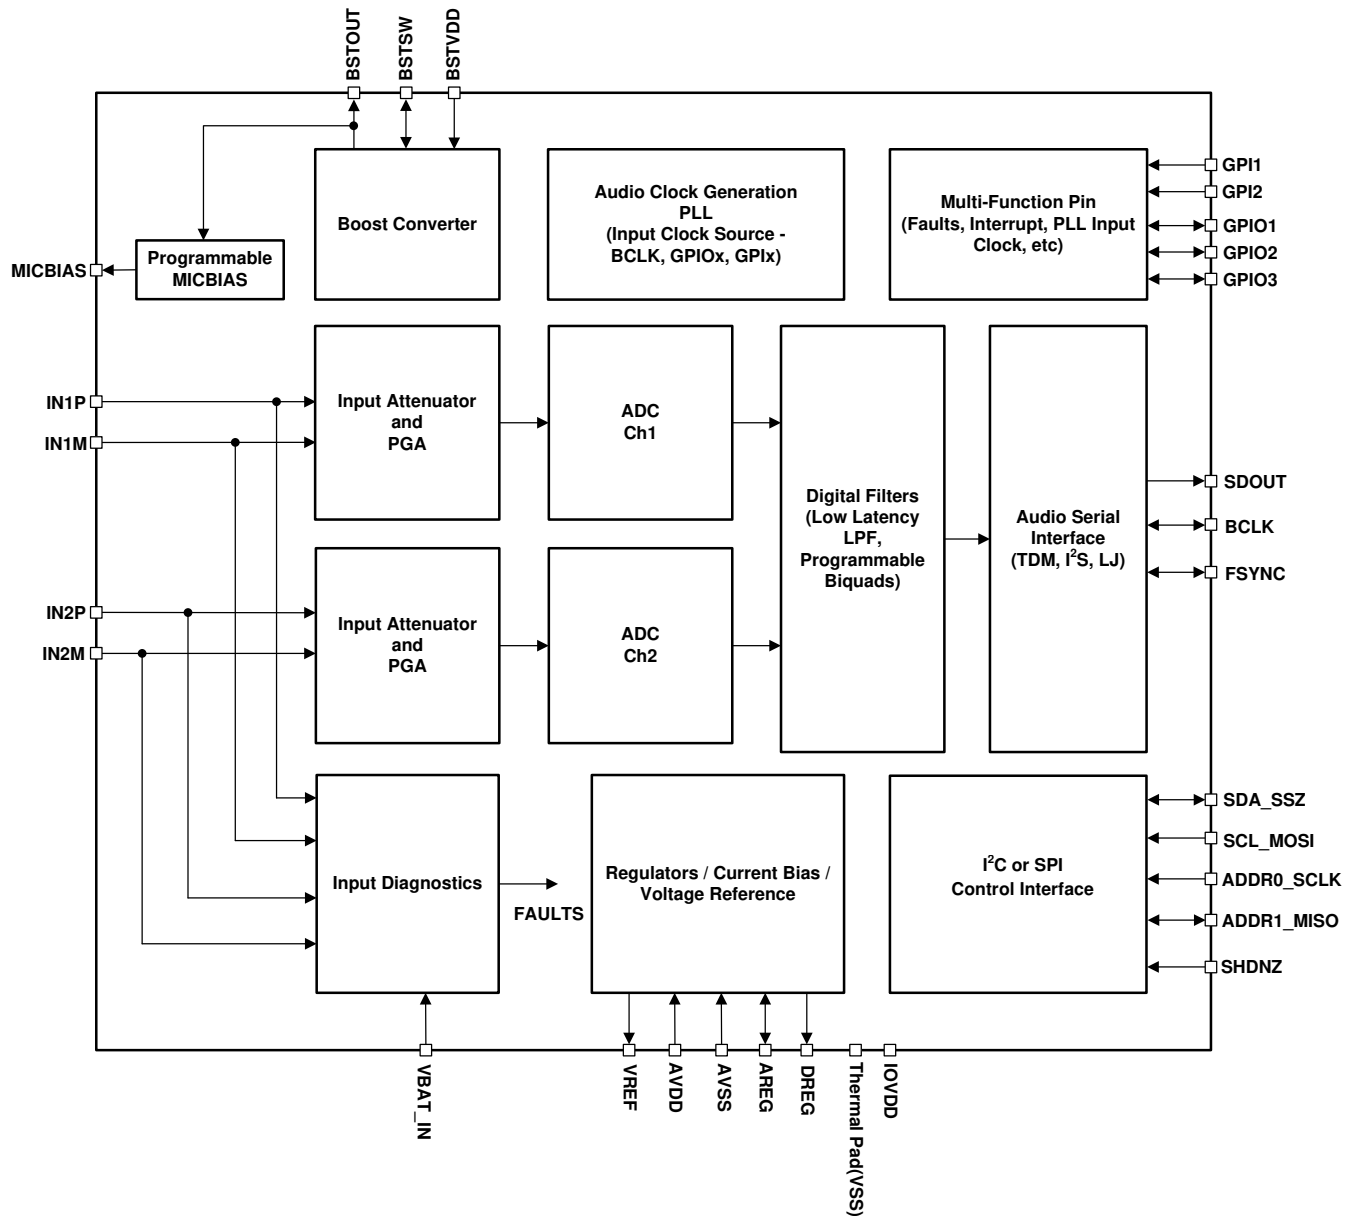 BSTOUT
BSTSW
BSTVDD
Boost Converter
Audio Clock Generation
PLL
(Input Clock Source -
BCLK, GPIOx, GPIx)
Multi-Function Pin
(Faults, Interrupt, PLL Input
Clock, etc)
GPI1
GPI2
GPIO1
GPIO2
GPIO3
MICBIAS
Programmable
MICBIAS
IN1P
IN1M
Input Attenuator
and
PGA
ADC
Ch1
Digital Filters
(Low Latency
LPF,
Programmable
Biquads)
Audio Serial
Interface
(TDM, I²S, LJ)
SDOUT
BCLK
FSYNC
IN2P
IN2M
Input Attenuator
and
PGA
ADC
Ch2
Input Diagnostics
FAULTS
Regulators / Current Bias /
Voltage Reference
I²C or SPI
Control Interface
SDA_SSZ
SCL_MOSI
ADDR0_SCLK
ADDR1_MISO
SHDNZ
VBAT_IN
VREF
AVDD
AVSS
AREG
DREG
Thermal Pad(VSS)
IOVDD